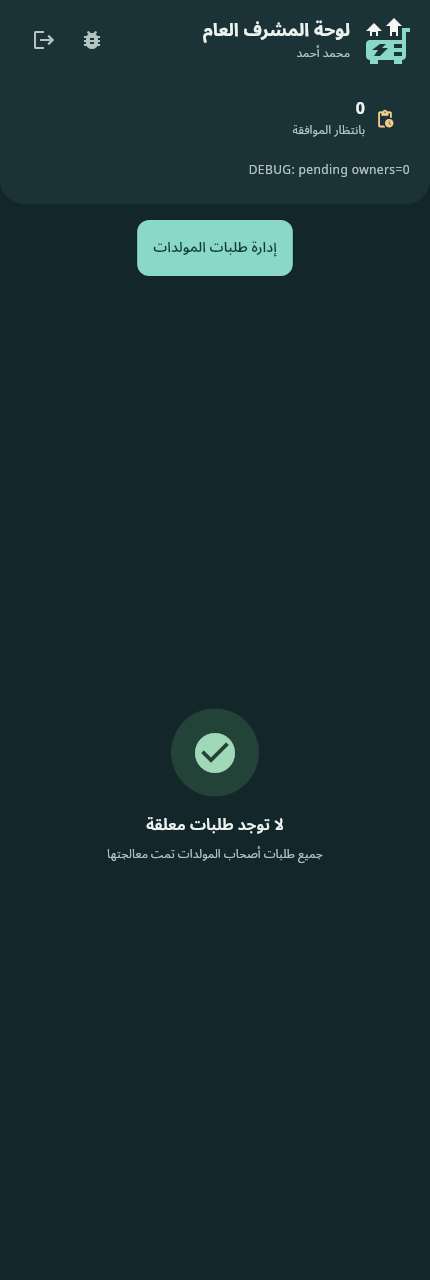 لوحة المشرف العام
محمد أحمد
0
بانتظار الموافقة
DEBUG: pending owners=0
إدارة طلبات المولدات
لا توجد طلبات معلقة
جميع طلبات أصحاب المولدات تمت معالجتها